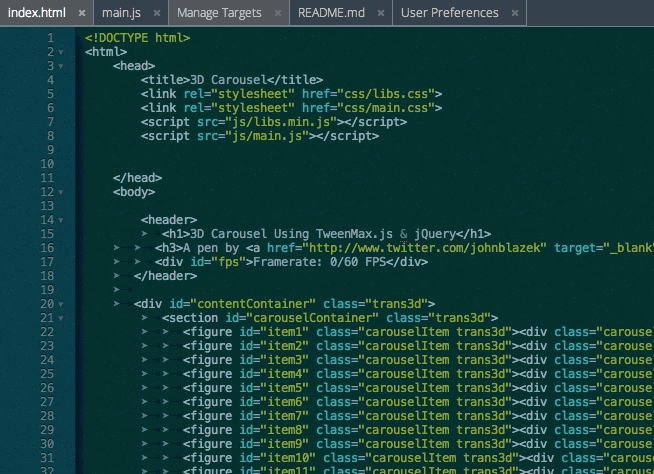 index.html main.js Manage Targets README.md User Preferences
1 <!DOCTYPE html>
2 <html>
3 <head>
4 <title>3D Carousel</title>
5 <link rel="stylesheet" href="css/libs.css">
6 <link rel="stylesheet" href="css/main.css">
7 <script src="js/libs.min.js"></script>
8 <script src="js/main.js"></script>
9
10
11 </head>
12 <body>
13
14 <header>
15 <h1>3D Carousel Using TweenMax.js & jQuery</h1>
16 <h3>A pen by <a href="http://www.twitter.com/johnblazek" target="_blank"
17 <div id="fps">Framerate: 0/60 FPS</div>
18 </header>
19
20 <div id="contentContainer" class="trans3d">
21 <section id="carouselContainer" class="trans3d">
22 <figure id="item1" class="carouselItem trans3d"><div class="carouse
23 <figure id="item2" class="carouselItem trans3d"><div class="carouse
24 <figure id="item3" class="carouselItem trans3d"><div class="carouse
25 <figure id="item4" class="carouselItem trans3d"><div class="carouse
26 <figure id="item5" class="carouselItem trans3d"><div class="carouse
27 <figure id="item6" class="carouselItem trans3d"><div class="carouse
28 <figure id="item7" class="carouselItem trans3d"><div class="carouse
29 <figure id="item8" class="carouselItem trans3d"><div class="carouse
30 <figure id="item9" class="carouselItem trans3d"><div class="carouse
31 <figure id="item10" class="carouselItem trans3d"><div class="carou
32 <figure id="item11" class="carouselItem trans3d"><div class="carou